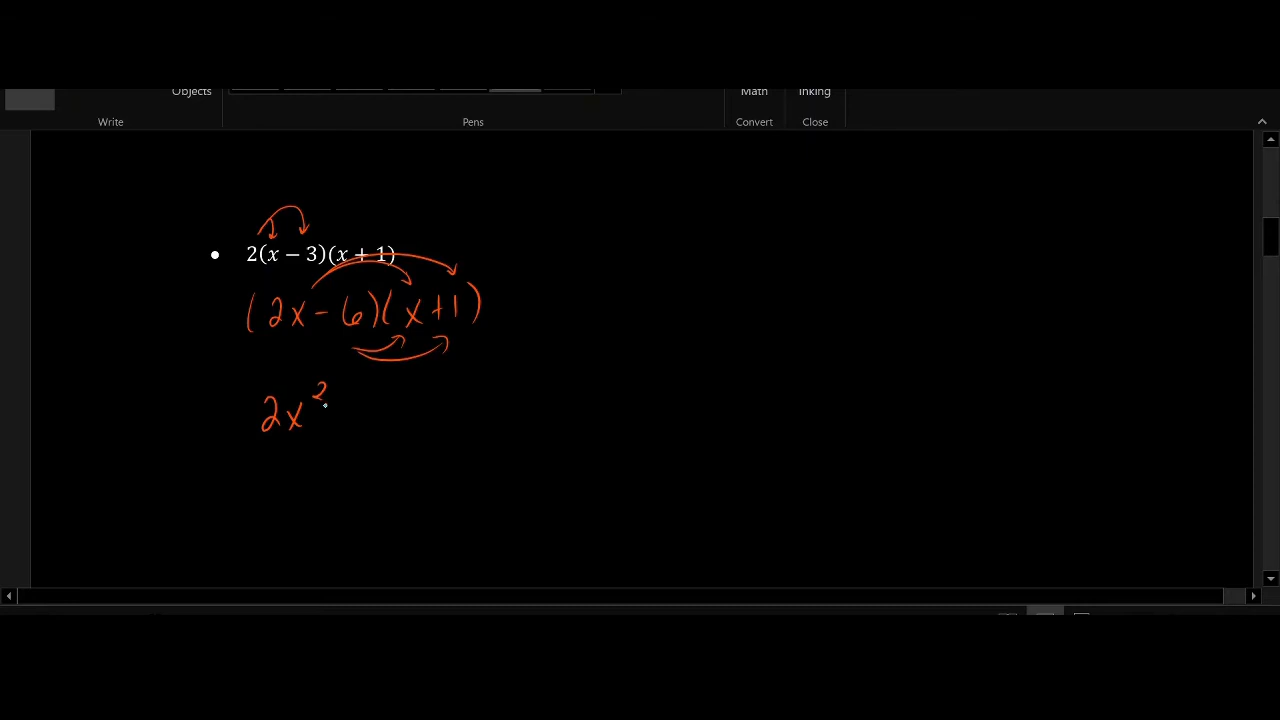 Objects Math Inking
Write Pens Convert Close
• 2(x − 3)(x + 1)
(2x − 6)(x + 1)
2x²